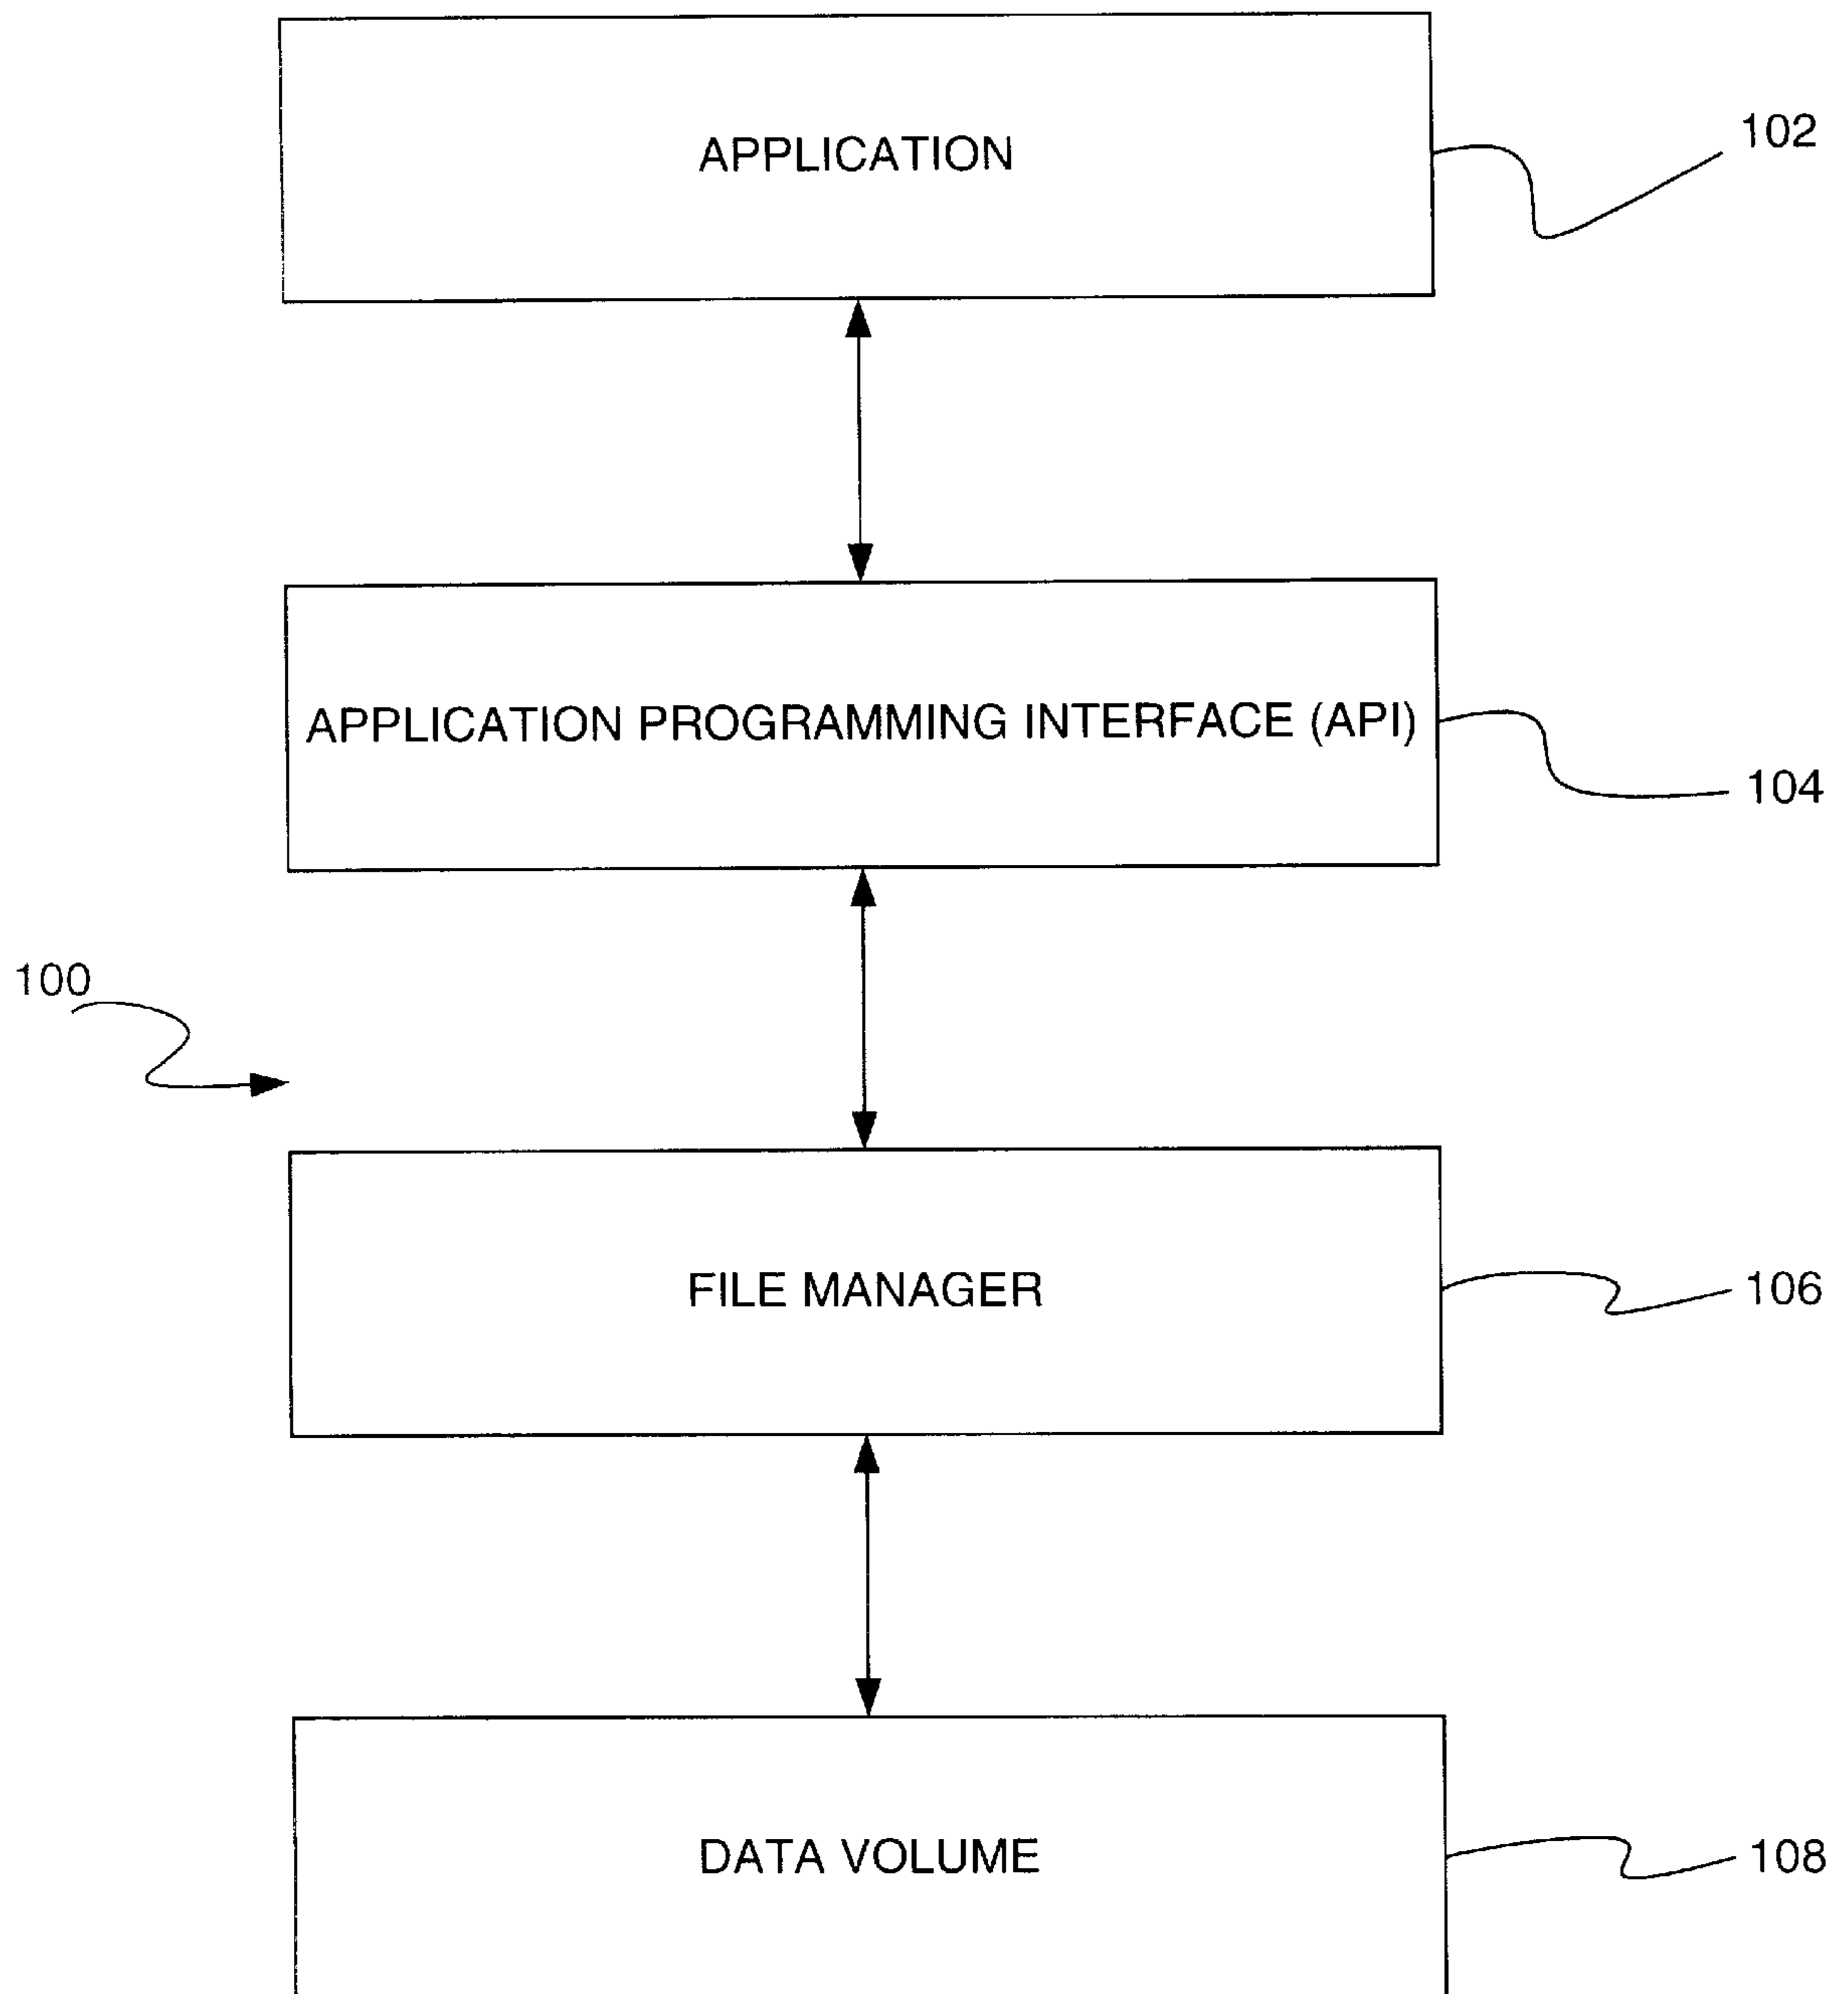 APPLICATION
102
APPLICATION PROGRAMMING INTERFACE (API)
104
100
FILE MANAGER
106
DATA VOLUME
108